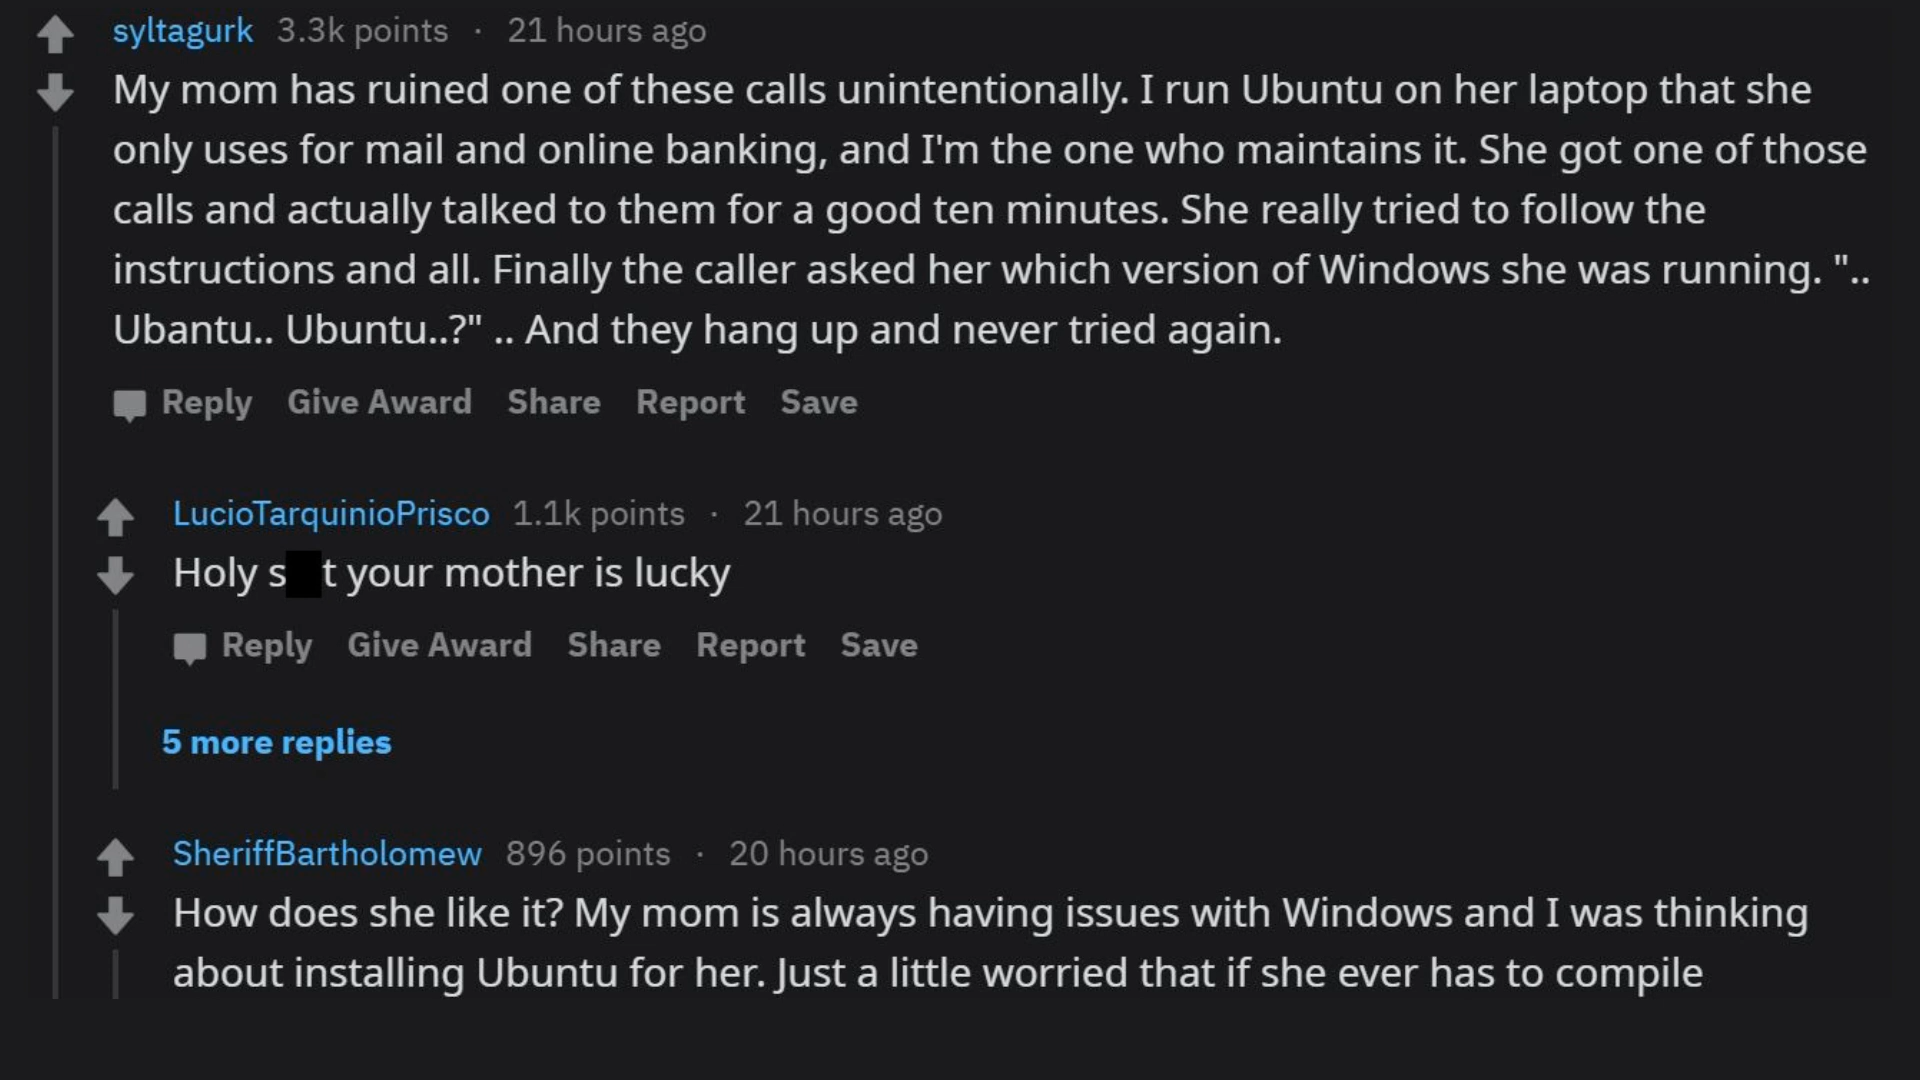 syltagurk 3.3k points · 21 hours ago
My mom has ruined one of these calls unintentionally. I run Ubuntu on her laptop that she
only uses for mail and online banking, and I'm the one who maintains it. She got one of those
calls and actually talked to them for a good ten minutes. She really tried to follow the
instructions and all. Finally the caller asked her which version of Windows she was running. "..
Ubantu.. Ubuntu..?" .. And they hang up and never tried again.
Reply Give Award Share Report Save
LucioTarquinioPrisco 1.1k points · 21 hours ago
Holy s t your mother is lucky
Reply Give Award Share Report Save
5 more replies
SheriffBartholomew 896 points · 20 hours ago
How does she like it? My mom is always having issues with Windows and I was thinking
about installing Ubuntu for her. Just a little worried that if she ever has to compile